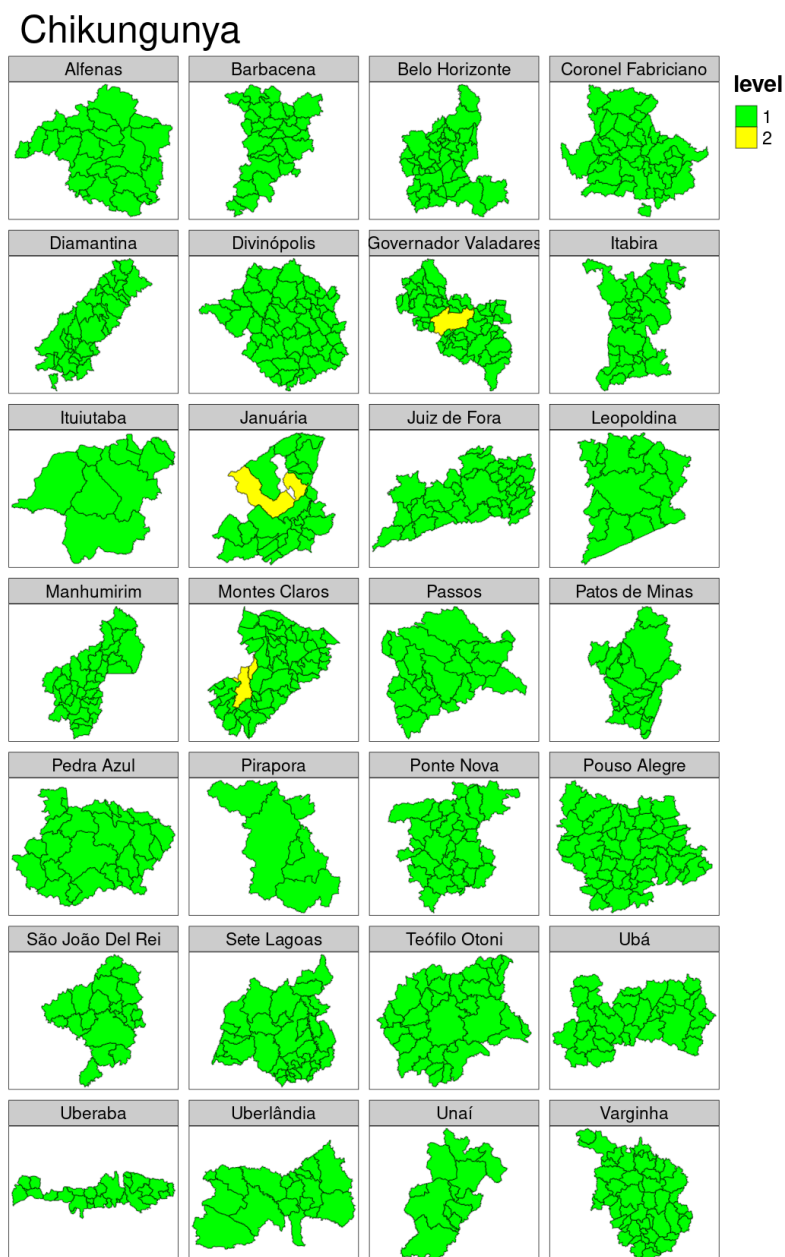 Chikungunya
Alfenas
Barbacena
Belo Horizonte
Coronel Fabriciano
level
1
2
Diamantina
Divinópolis
Governador Valadares
Itabira
Ituiutaba
Januária
Juiz de Fora
Leopoldina
Manhumirim
Montes Claros
Passos
Patos de Minas
Pedra Azul
Pirapora
Ponte Nova
Pouso Alegre
São João Del Rei
Sete Lagoas
Teófilo Otoni
Ubá
Uberaba
Uberlândia
Unaí
Varginha